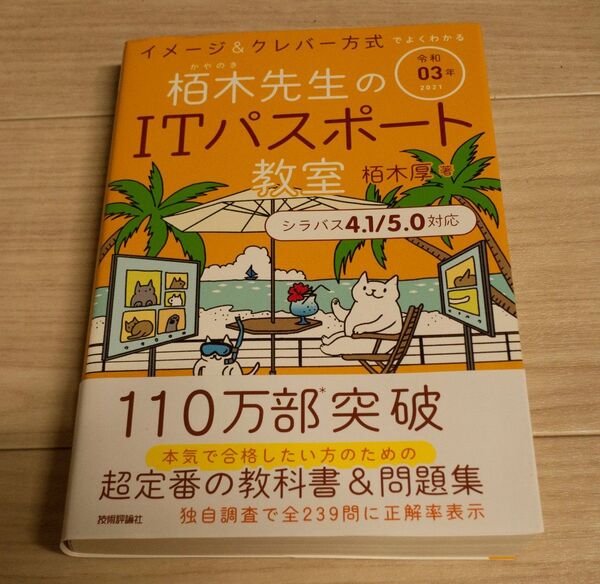 イメージ&クレバー方式でよくわかる
かやのき
栢木先生の
令和
03年
2021
ITパスポート
教室 栢木厚 著
シラバス4.1/5.0対応
110万部*突破
本気で合格したい方のための
超定番の教科書&問題集
技術評論社 独自調査で全239問に正解率表示